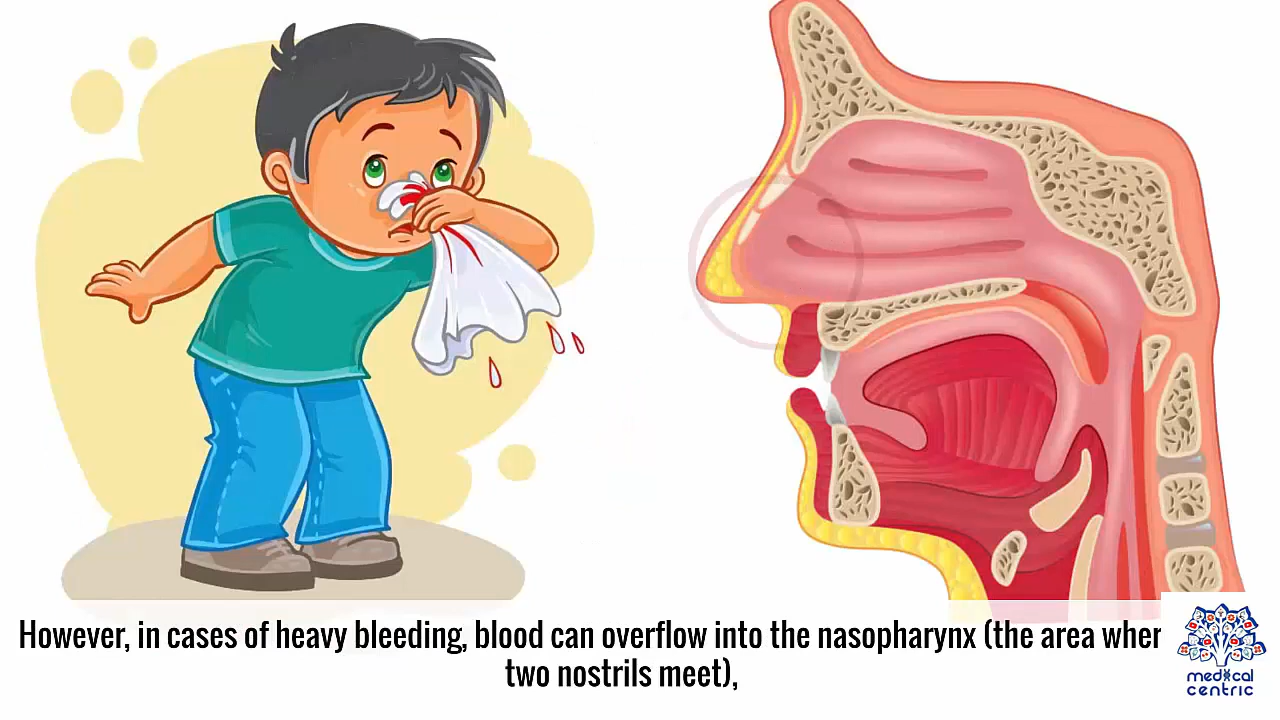 However, in cases of heavy bleeding, blood can overflow into the nasopharynx (the area wher
two nostrils meet),
medical
centric